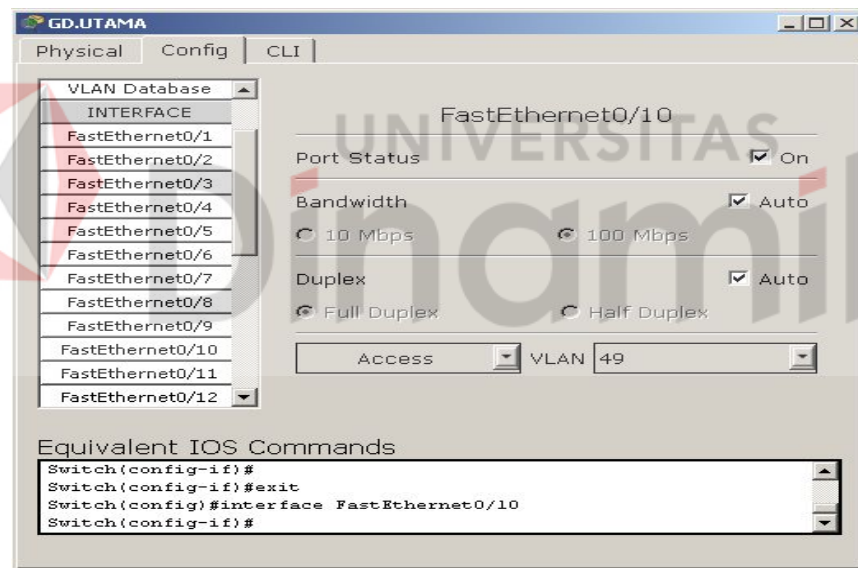 GD.UTAMA
Physical Config CLI
VLAN Database
INTERFACE
FastEthernet0/1
FastEthernet0/2
FastEthernet0/3
FastEthernet0/4
FastEthernet0/5
FastEthernet0/6
FastEthernet0/7
FastEthernet0/8
FastEthernet0/9
FastEthernet0/10
FastEthernet0/11
FastEthernet0/12
FastEthernet0/10
Port Status On
Bandwidth Auto
10 Mbps 100 Mbps
Duplex Auto
Full Duplex Half Duplex
Access VLAN 49
Equivalent IOS Commands
Switch(config-if)#
Switch(config-if)#exit
Switch(config)#interface FastEthernet0/10
Switch(config-if)#
UNIVERSITAS